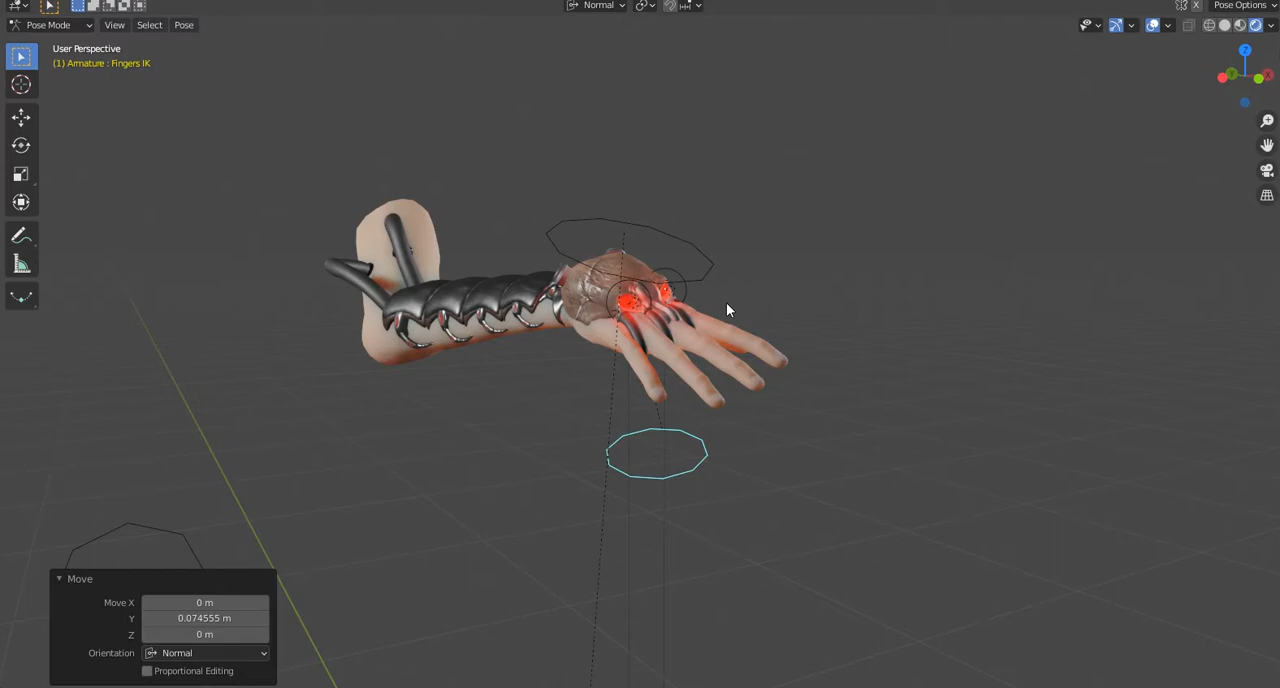 Normal
Pose Options
Pose Mode
View
Select
Pose
User Perspective
(1) Armature : Fingers IK
Z
Y
X
Move
Move X
0 m
Y
0.074555 m
Z
0 m
Orientation
Normal
Proportional Editing